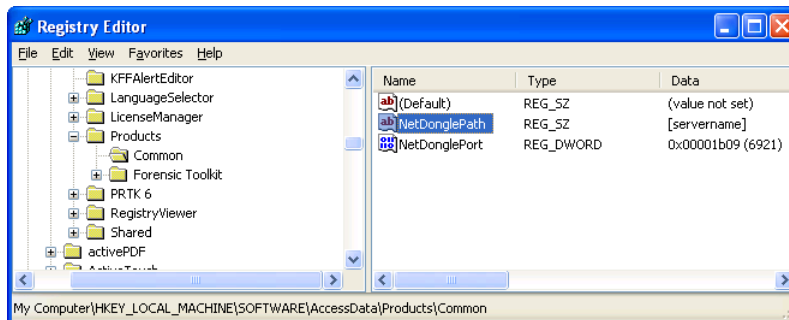 Registry Editor
File Edit View Favorites Help
KFFAlertEditor
LanguageSelector
LicenseManager
Products
Common
Forensic Toolkit
PRTK 6
RegistryViewer
Shared
activePDF
ActiveTouch
Name Type Data
(Default) REG_SZ (value not set)
NetDonglePath REG_SZ [servername]
NetDonglePort REG_DWORD 0x00001b09 (6921)
My Computer\HKEY_LOCAL_MACHINE\SOFTWARE\AccessData\Products\Common